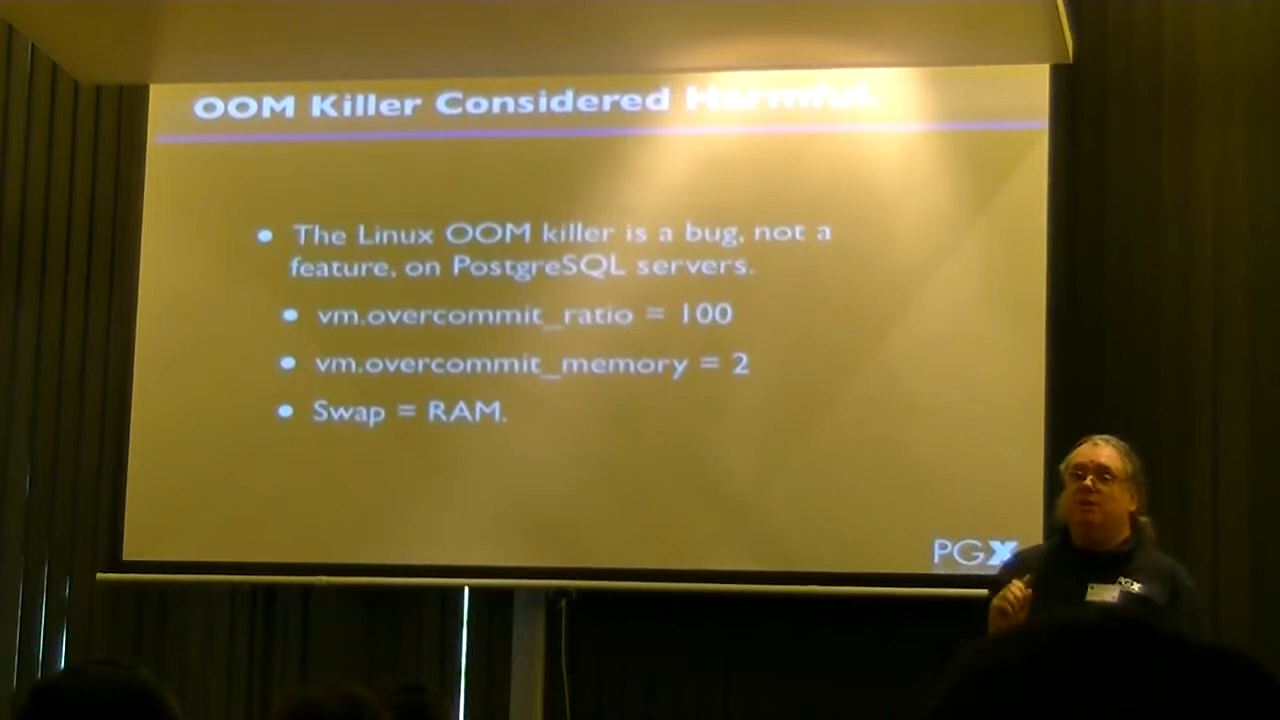 OOM Killer Considered Harmful.
• The Linux OOM killer is a bug, not a
feature, on PostgreSQL servers.
• vm.overcommit_ratio = 100
• vm.overcommit_memory = 2
• Swap = RAM.
PGX
PGX